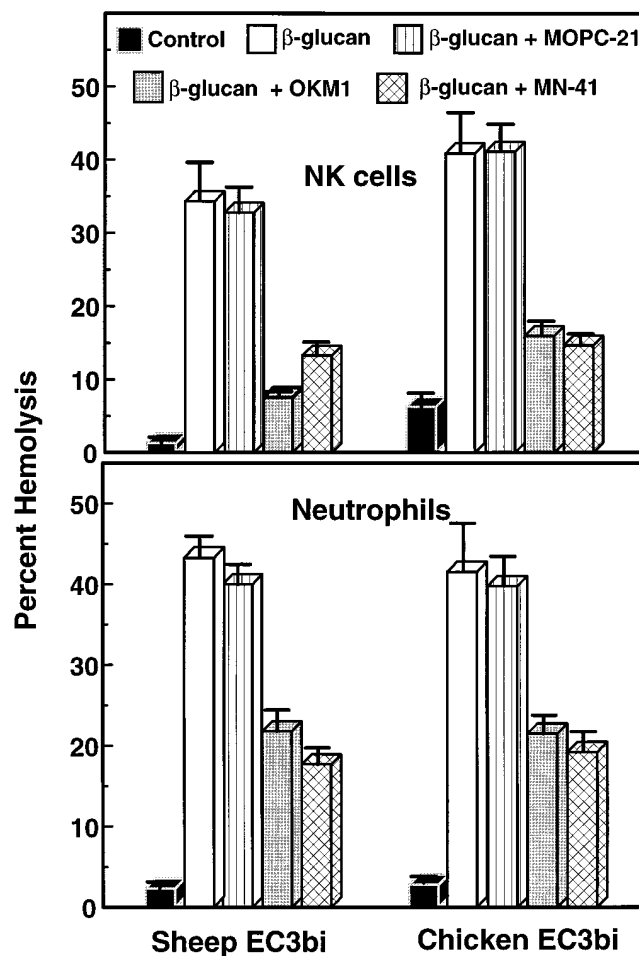 Control β-glucan β-glucan + MOPC-21
β-glucan + OKM1 β-glucan + MN-41
NK cells
50
40
30
20
10
0
Percent Hemolysis
Neutrophils
50
40
30
20
10
0
Sheep EC3bi Chicken EC3bi